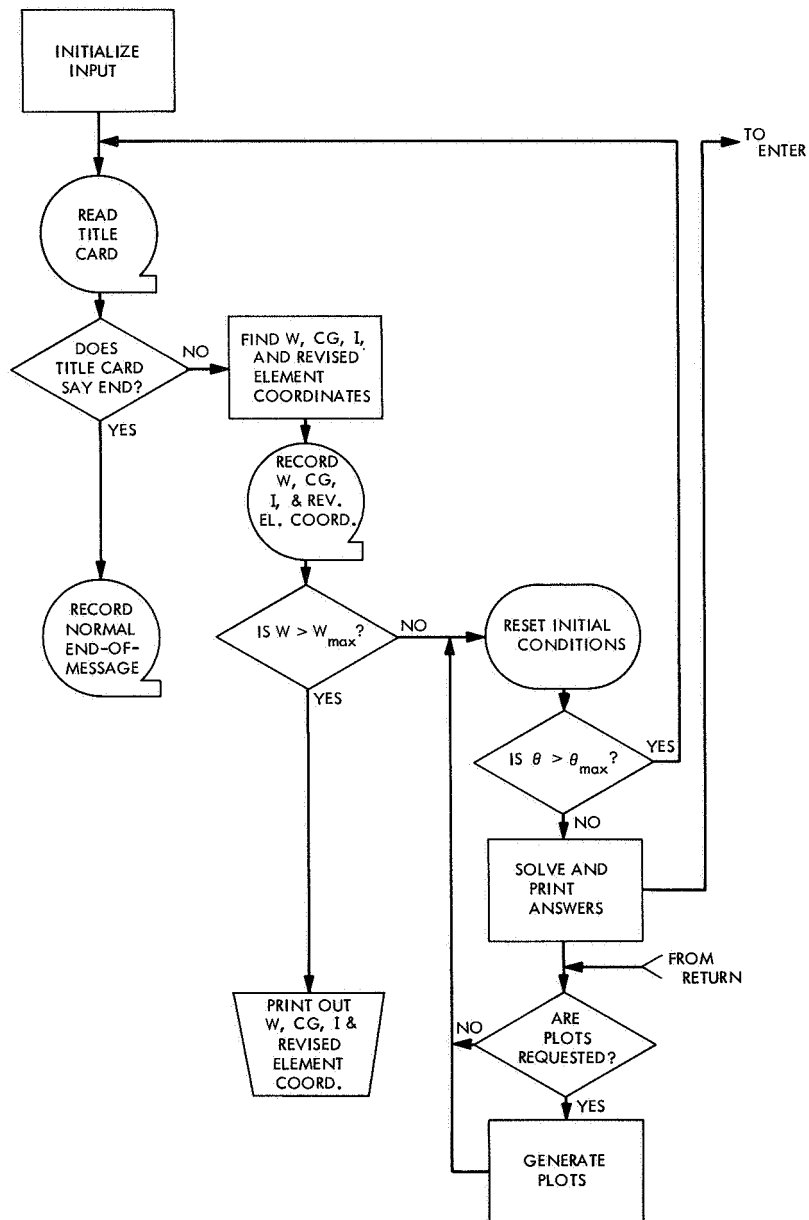 INITIALIZE
INPUT
TO
ENTER
READ
TITLE
CARD
DOES
TITLE CARD
SAY END?
NO
YES
FIND W, CG, I,
AND REVISED
ELEMENT
COORDINATES
RECORD
W, CG,
I, & REV.
EL. COORD.
RECORD
NORMAL
END-OF-
MESSAGE
IS W > W max?
NO
YES
RESET INITIAL
CONDITIONS
IS θ > θ max?
YES
NO
SOLVE AND
PRINT
ANSWERS
FROM
RETURN
PRINT OUT
W, CG, I &
REVISED
ELEMENT
COORD.
NO
ARE
PLOTS
REQUESTED?
YES
GENERATE
PLOTS